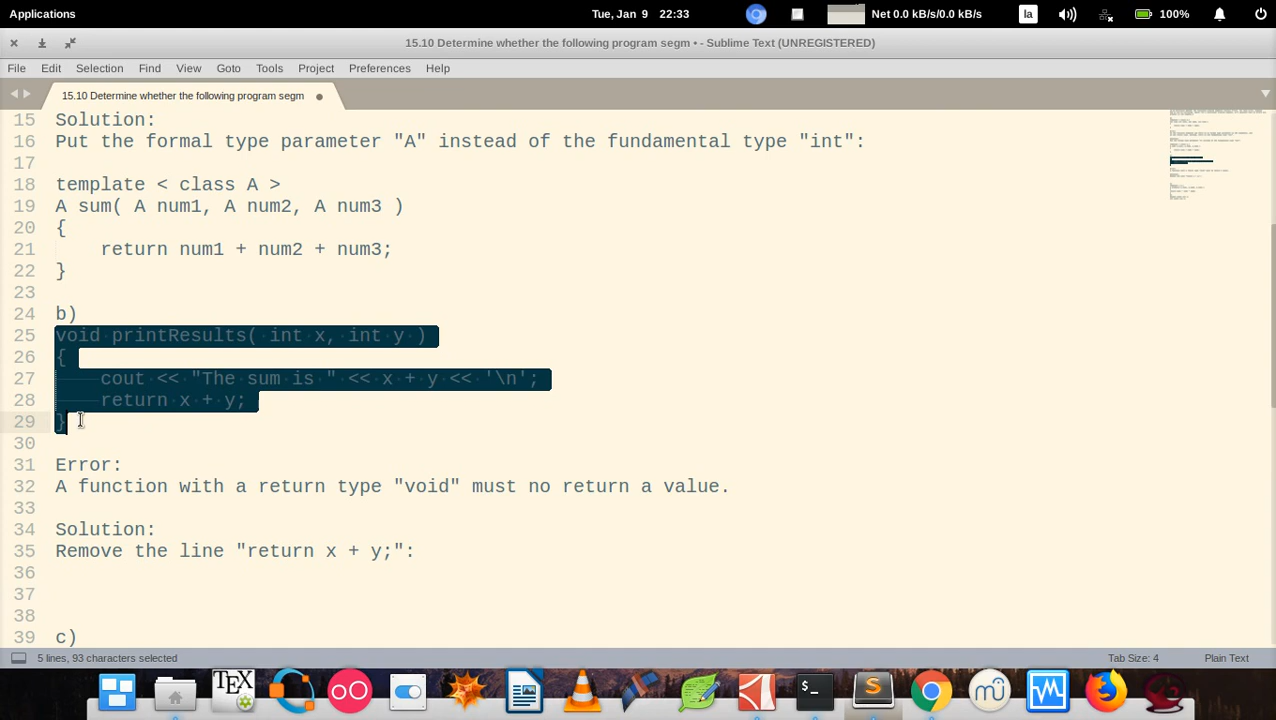 Applications
Tue, Jan 9 22:33
Net 0.0 kB/s/0.0 kB/s
la
100%
15.10 Determine whether the following program segm • - Sublime Text (UNREGISTERED)
File Edit Selection Find View Goto Tools Project Preferences Help
15.10 Determine whether the following program segm
15 Solution:
16 Put the formal type parameter "A" instead of the fundamental type "int":
17
18 template < class A >
19 A sum( A num1, A num2, A num3 )
20 {
21 return num1 + num2 + num3;
22 }
23
24 b)
25 void printResults( int x, int y )
26 {
27 cout << "The sum is " << x + y << '\n';
28 return x + y;
29 }
30
31 Error:
32 A function with a return type "void" must no return a value.
33
34 Solution:
35 Remove the line "return x + y;":
36
37
38
39 c)
5 lines, 93 characters selected
Tab Size: 4
Plain Text
TEX
mu